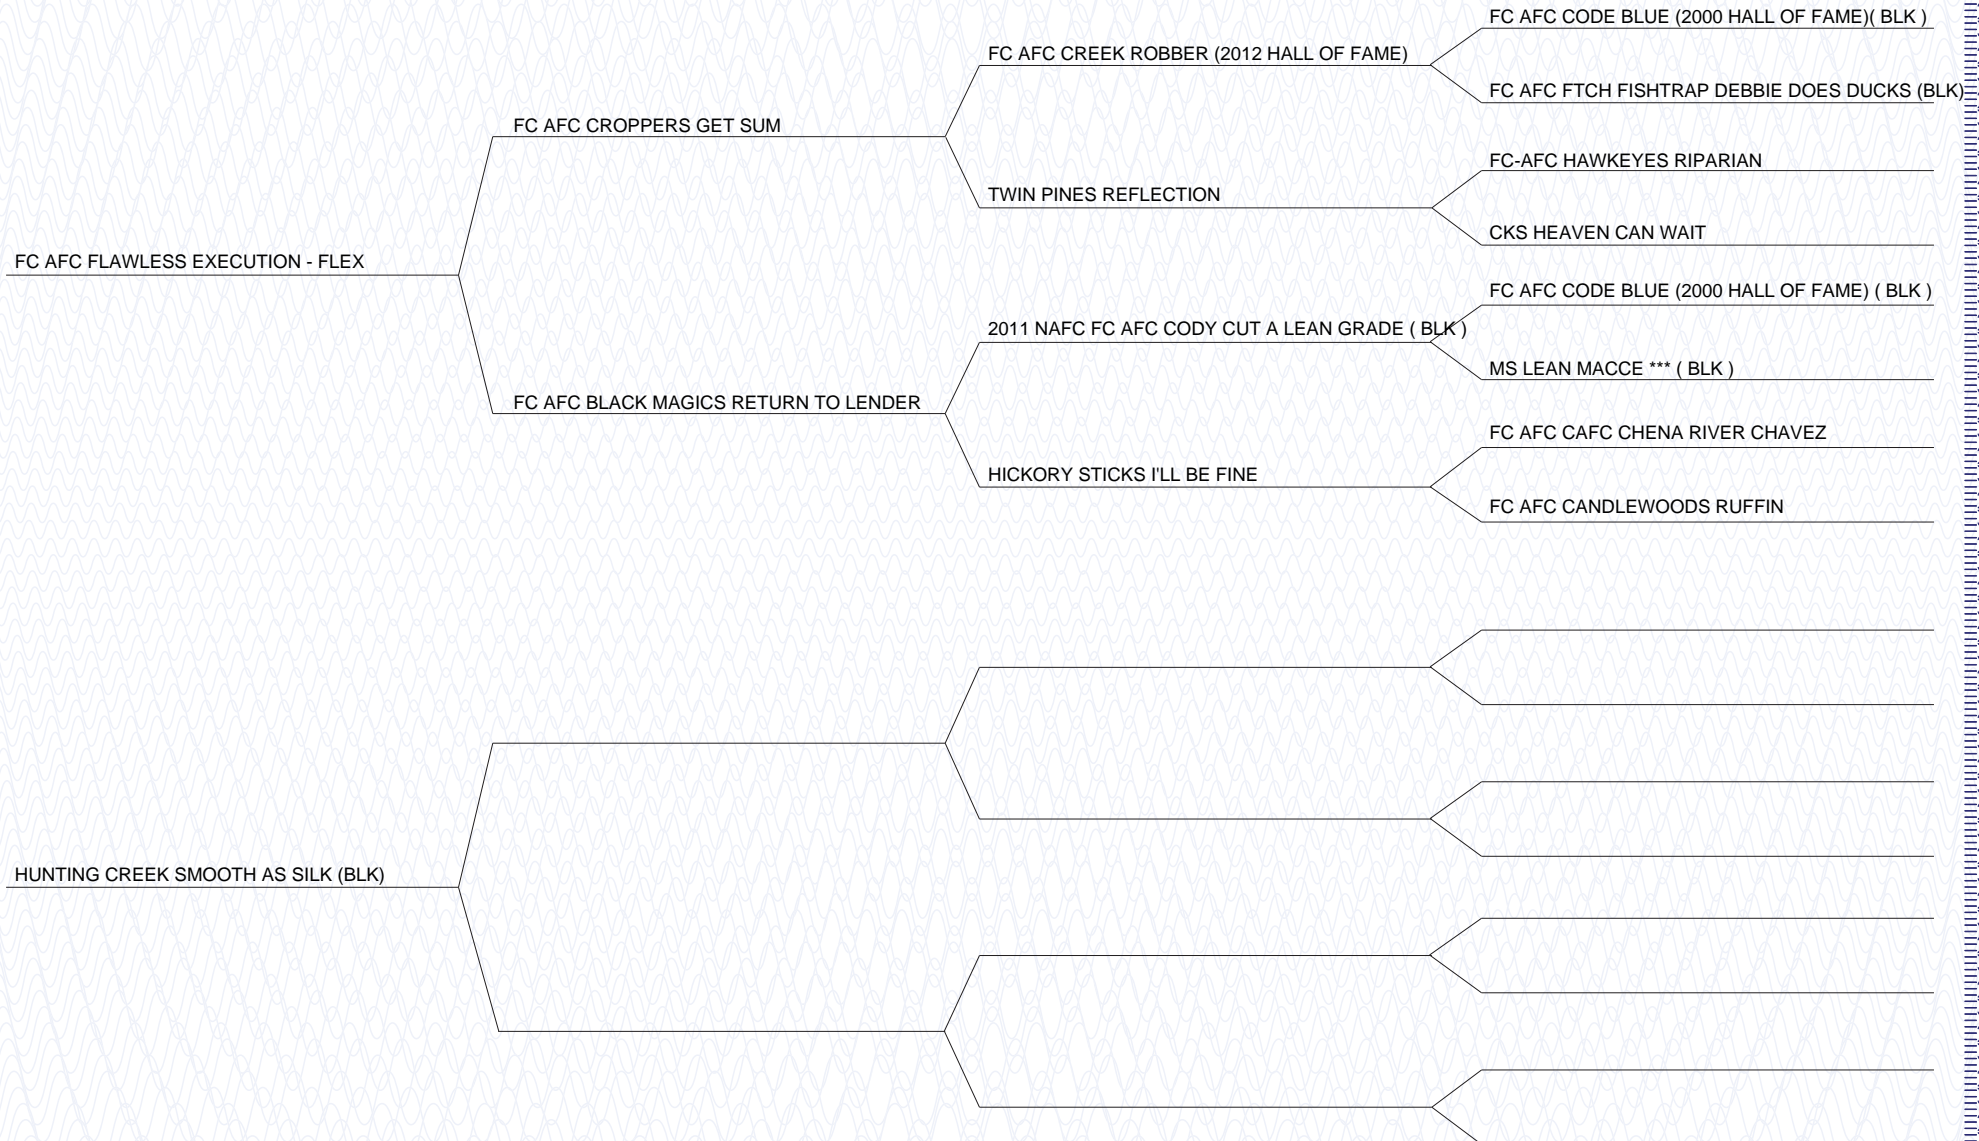 FC AFC CODE BLUE (2000 HALL OF FAME)( BLK )
FC AFC CREEK ROBBER (2012 HALL OF FAME)
FC AFC FTCH FISHTRAP DEBBIE DOES DUCKS (BLK)
FC AFC CROPPERS GET SUM
FC-AFC HAWKEYES RIPARIAN
TWIN PINES REFLECTION
CKS HEAVEN CAN WAIT
FC AFC FLAWLESS EXECUTION - FLEX
FC AFC CODE BLUE (2000 HALL OF FAME) ( BLK )
2011 NAFC FC AFC CODY CUT A LEAN GRADE ( BLK )
MS LEAN MACCE *** ( BLK )
FC AFC BLACK MAGICS RETURN TO LENDER
FC AFC CAFC CHENA RIVER CHAVEZ
HICKORY STICKS I'LL BE FINE
FC AFC CANDLEWOODS RUFFIN
HUNTING CREEK SMOOTH AS SILK (BLK)